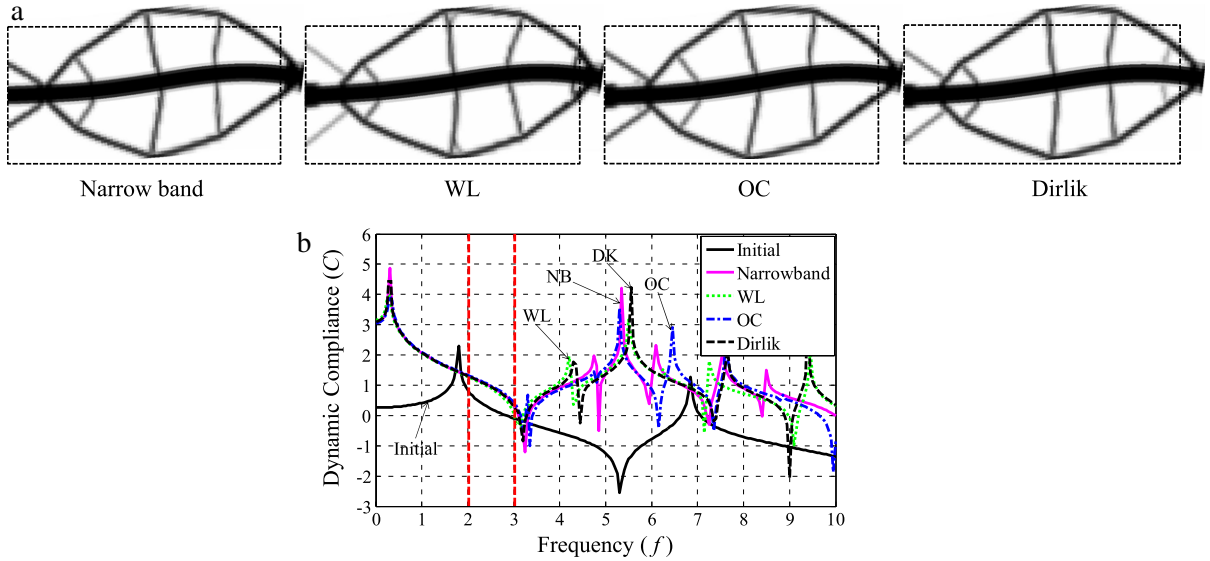 a
Narrow band
WL
OC
Dirlik
b
Dynamic Compliance (C)
6
5
4
3
2
1
0
-1
-2
-3
Initial
WL
NB
DK
OC
Initial
Narrowband
WL
OC
Dirlik
0 1 2 3 4 5 6 7 8 9 10
Frequency (f)